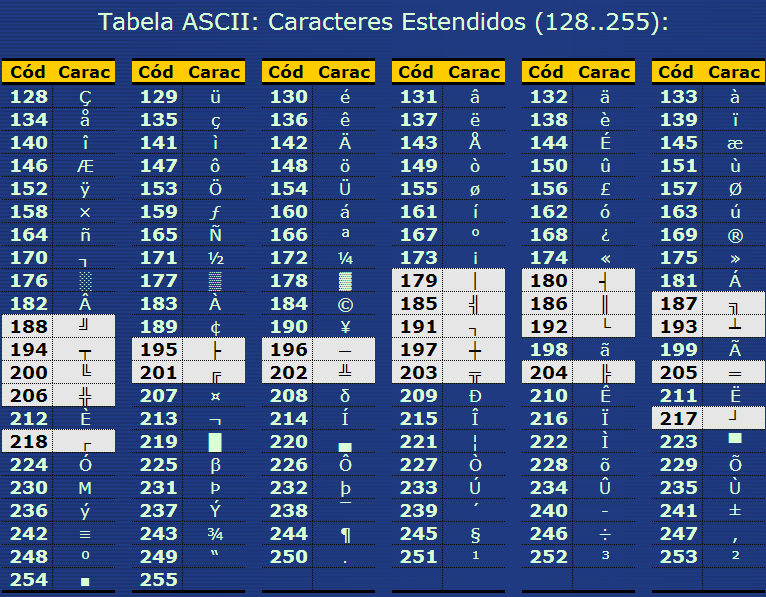 Tabela ASCII: Caracteres Estendidos (128..255):
Cód Carac Cód Carac Cód Carac Cód Carac Cód Carac Cód Carac
128 Ç 129 ü 130 é 131 â 132 ä 133 à
134 å 135 ç 136 ê 137 ë 138 è 139 ï
140 î 141 ì 142 Ä 143 Å 144 É 145 æ
146 Æ 147 ô 148 ö 149 ò 150 û 151 ù
152 ÿ 153 Ö 154 Ü 155 ø 156 £ 157 Ø
158 × 159 ƒ 160 á 161 í 162 ó 163 ú
164 ñ 165 Ñ 166 ª 167 º 168 ¿ 169 ®
170 ┐ 171 ½ 172 ¼ 173 ¡ 174 « 175 »
176 ░ 177 ▒ 178 ▓ 179 │ 180 ┤ 181 Á
182 Â 183 À 184 © 185 ╣ 186 ║ 187 ╗
188 ╝ 189 ¢ 190 ¥ 191 ┐ 192 └ 193 ┴
194 ┬ 195 ├ 196 ─ 197 ┼ 198 ã 199 Ã
200 ╚ 201 ╔ 202 ╩ 203 ╦ 204 ╠ 205 ═
206 ╬ 207 ¤ 208 δ 209 Ð 210 Ê 211 Ë
212 È 213 ¬ 214 Í 215 Î 216 Ï 217 ┘
218 ┌ 219 █ 220 ▄ 221 ¦ 222 Ì 223 ▀
224 Ó 225 β 226 Ô 227 Ò 228 õ 229 Õ
230 М 231 Þ 232 þ 233 Ú 234 Û 235 Ù
236 ý 237 Ý 238 ¯ 239 ´ 240 - 241 ±
242 ≡ 243 ¾ 244 ¶ 245 § 246 ÷ 247 ,
248 º 249 ‟ 250 . 251 ¹ 252 ³ 253 ²
254 ■ 255